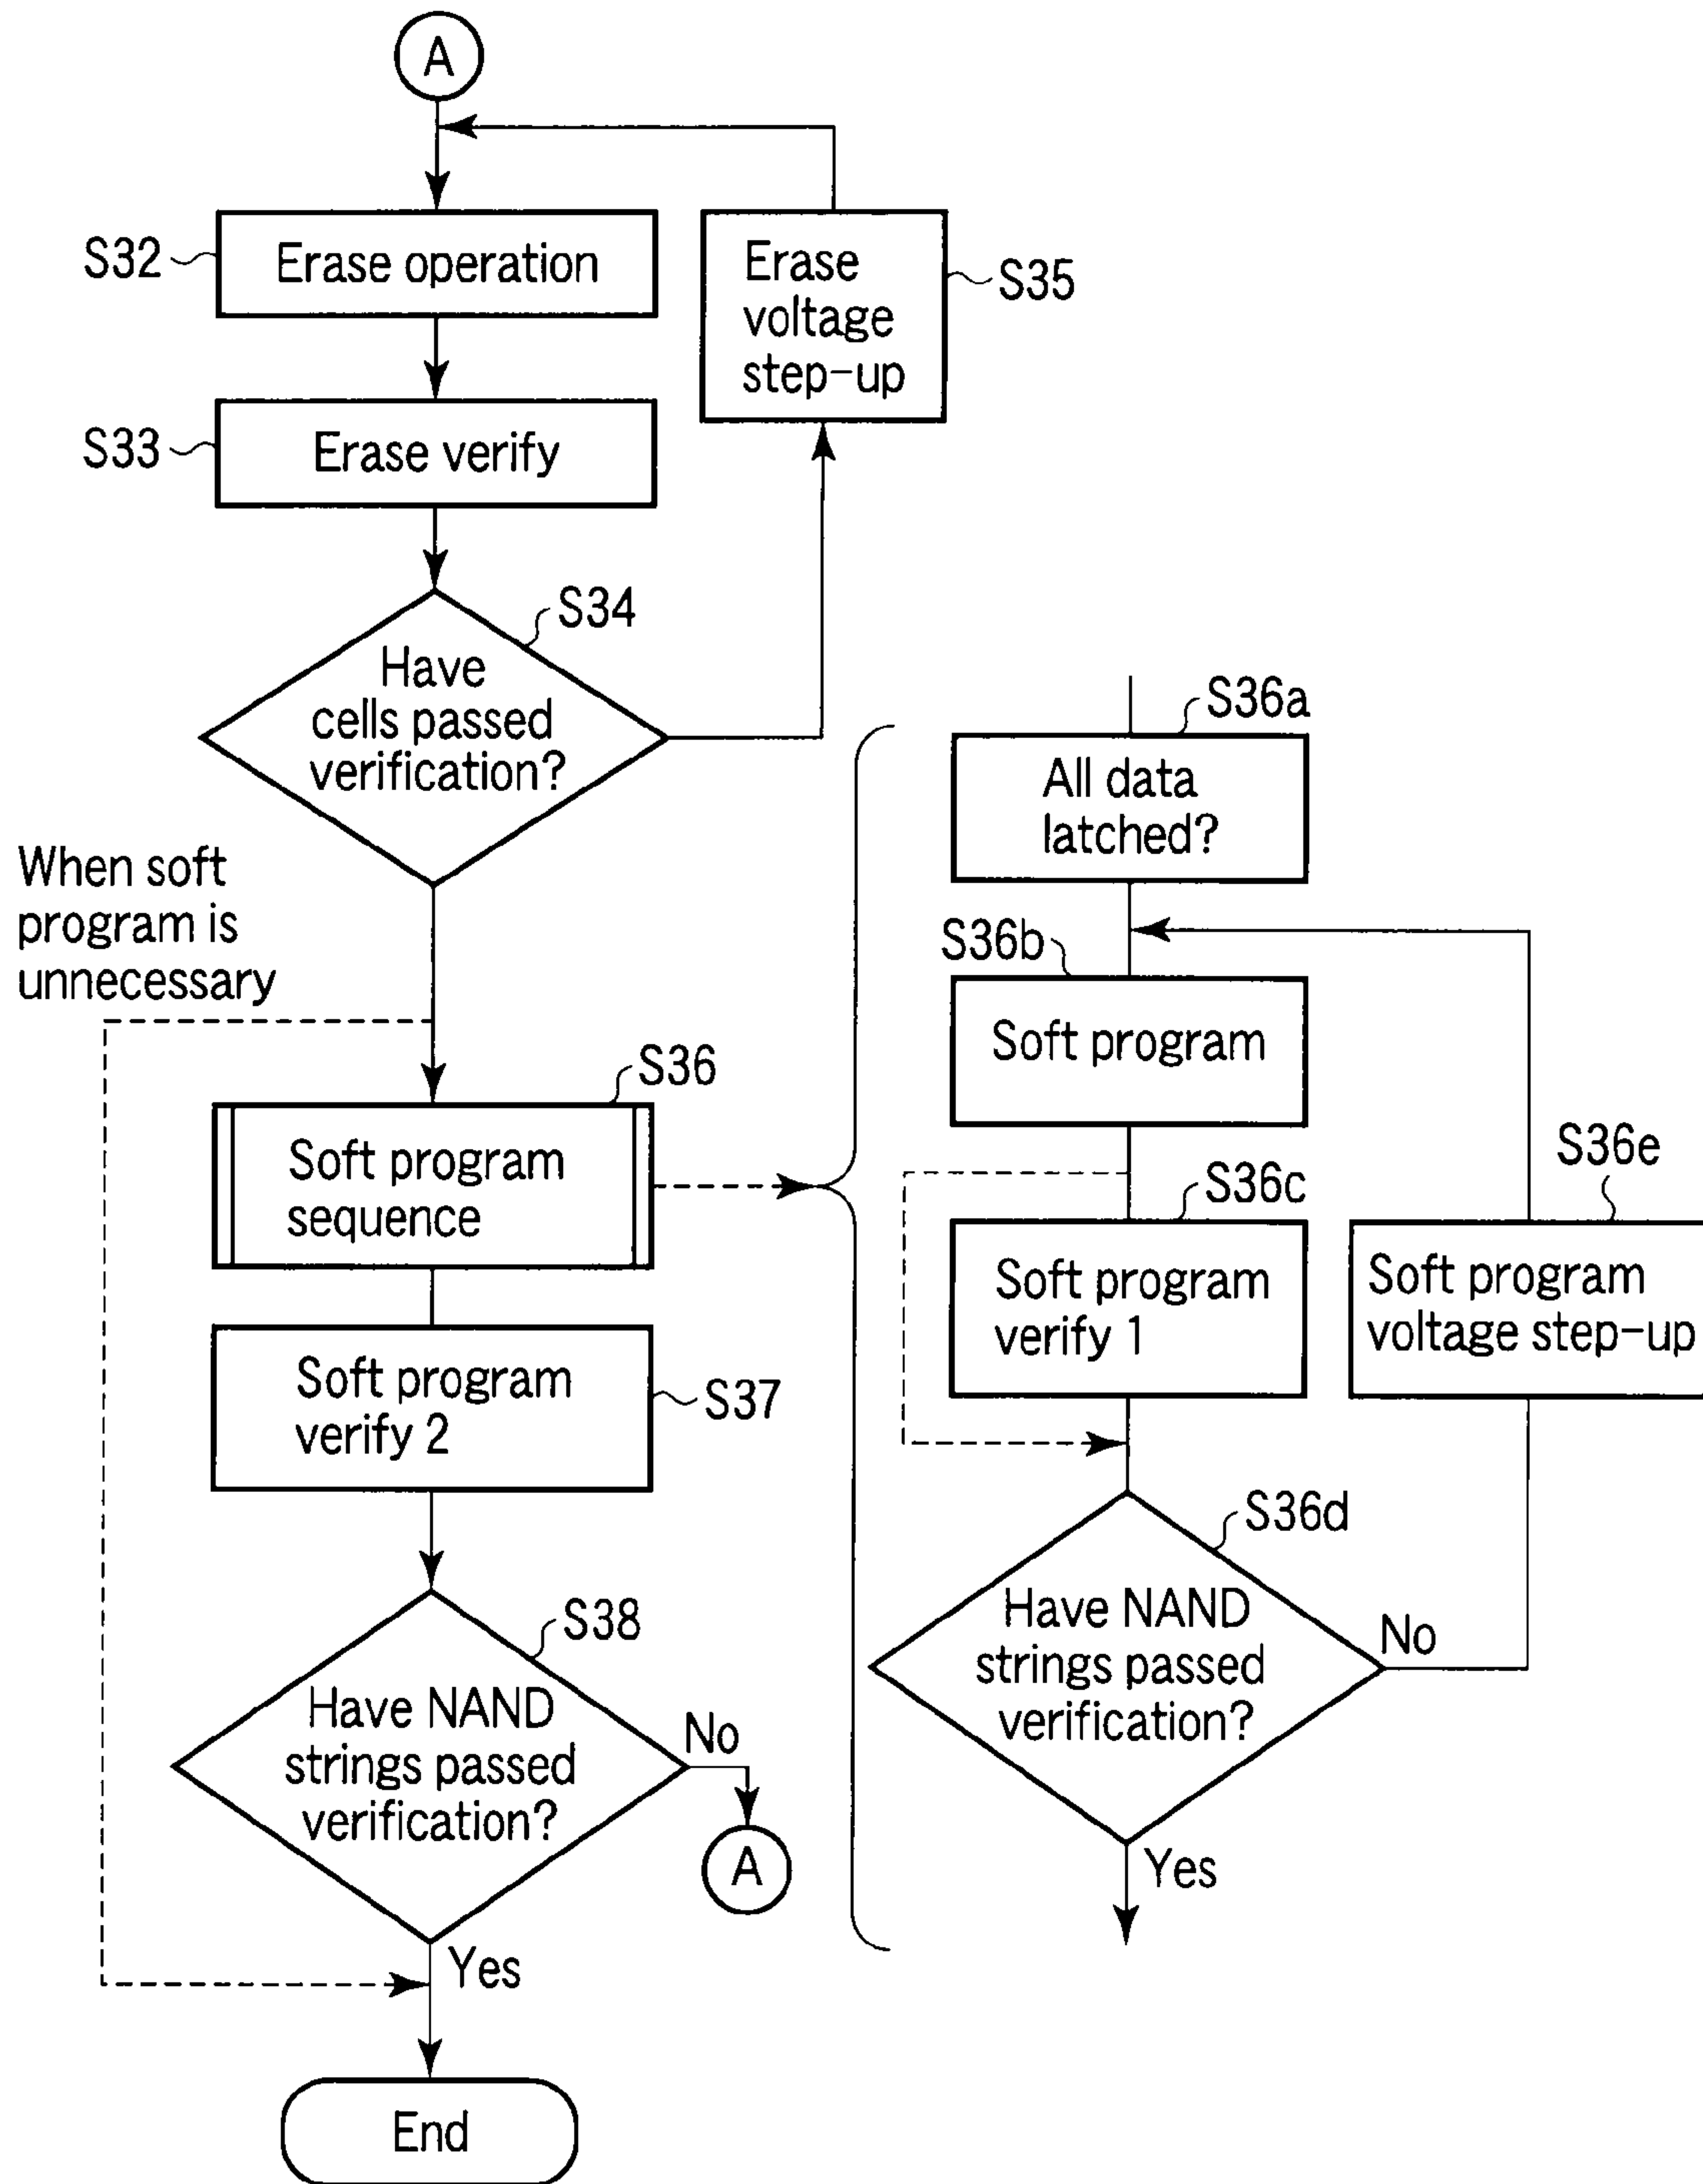 A
S32
Erase operation
Erase
voltage
step-up
S35
S33
Erase verify
S34
Have
cells passed
verification?
When soft
program is
unnecessary
S36
Soft program
sequence
Soft program
verify 2
S37
S38
Have NAND
strings passed
verification?
No
A
Yes
End
S36a
All data
latched?
S36b
Soft program
S36c
Soft program
verify 1
S36e
Soft program
voltage step-up
S36d
Have NAND
strings passed
verification?
No
Yes